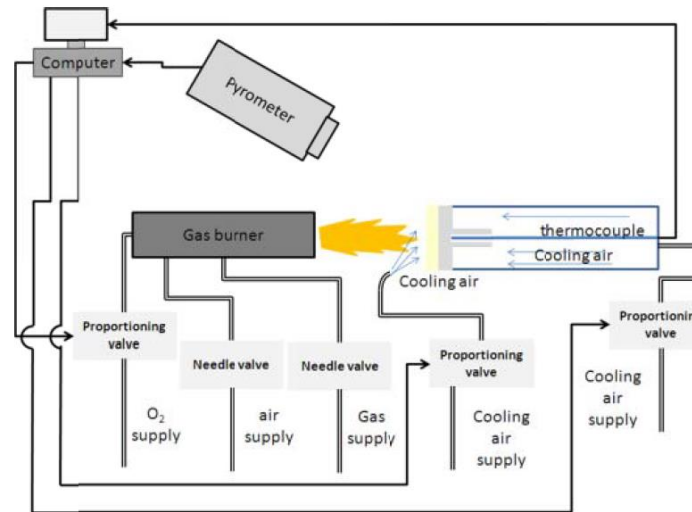 Computer
Pyrometer
Gas burner
thermocouple
Cooling air
Cooling air
Proportioning
valve
Needle valve
Needle valve
Proportioning
valve
Proportionin
valve
O₂
supply
air
supply
Gas
supply
Cooling
air
supply
Cooling
air
supply